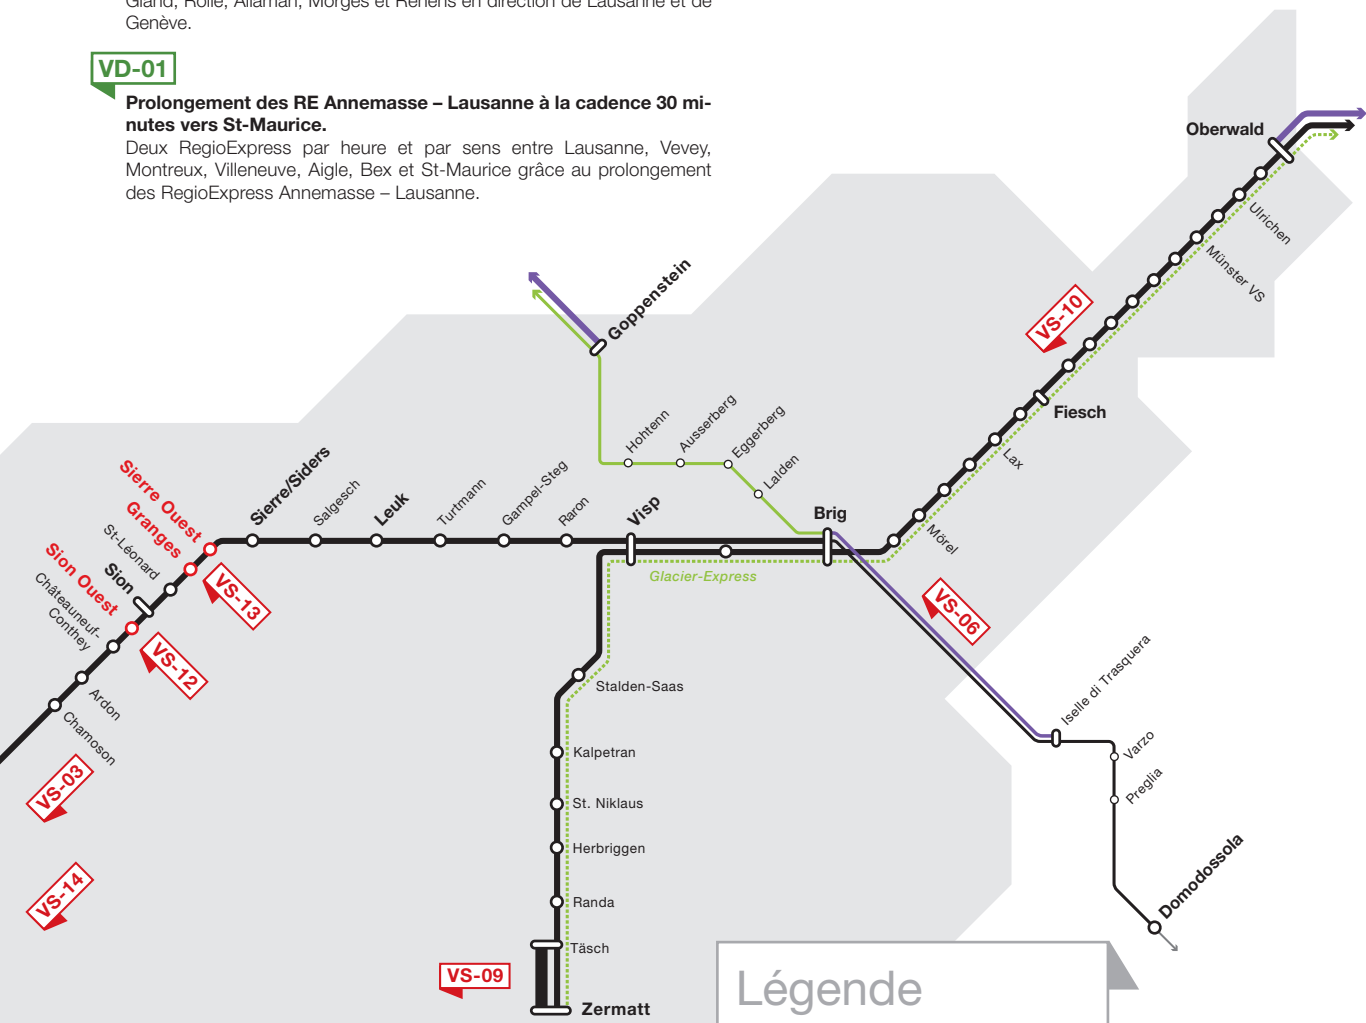 Gland, Rolle, Allaman, Morges et Renens en direction de Lausanne et de
Genève.
VD-01
Prolongement des RE Annemasse – Lausanne à la cadence 30 mi-
nutes vers St-Maurice.
Deux RegioExpress par heure et par sens entre Lausanne, Vevey,
Montreux, Villeneuve, Aigle, Bex et St-Maurice grâce au prolongement
des RegioExpress Annemasse – Lausanne.
Oberwald
Ulrichen
Münster VS
VS-10
Goppenstein
Fiesch
Lax
Hohtenn
Ausserberg
Eggerberg
Lalden
Sierre Ouest
Granges
St-Léonard
Sion
Sion Ouest
Châteauneuf-
Conthey
Ardon
Chamoson
Sierre/Siders
Salgesch
Leuk
Turtmann
Gampel-Steg
Raron
Visp
Brig
Mörel
Glacier-Express
VS-13
VS-12
VS-06
VS-03
VS-14
Stalden-Saas
Kalpetran
St. Niklaus
Herbriggen
Randa
Täsch
VS-09
Zermatt
Iselle di Trasquera
Varzo
Preglia
Domodossola
Légende